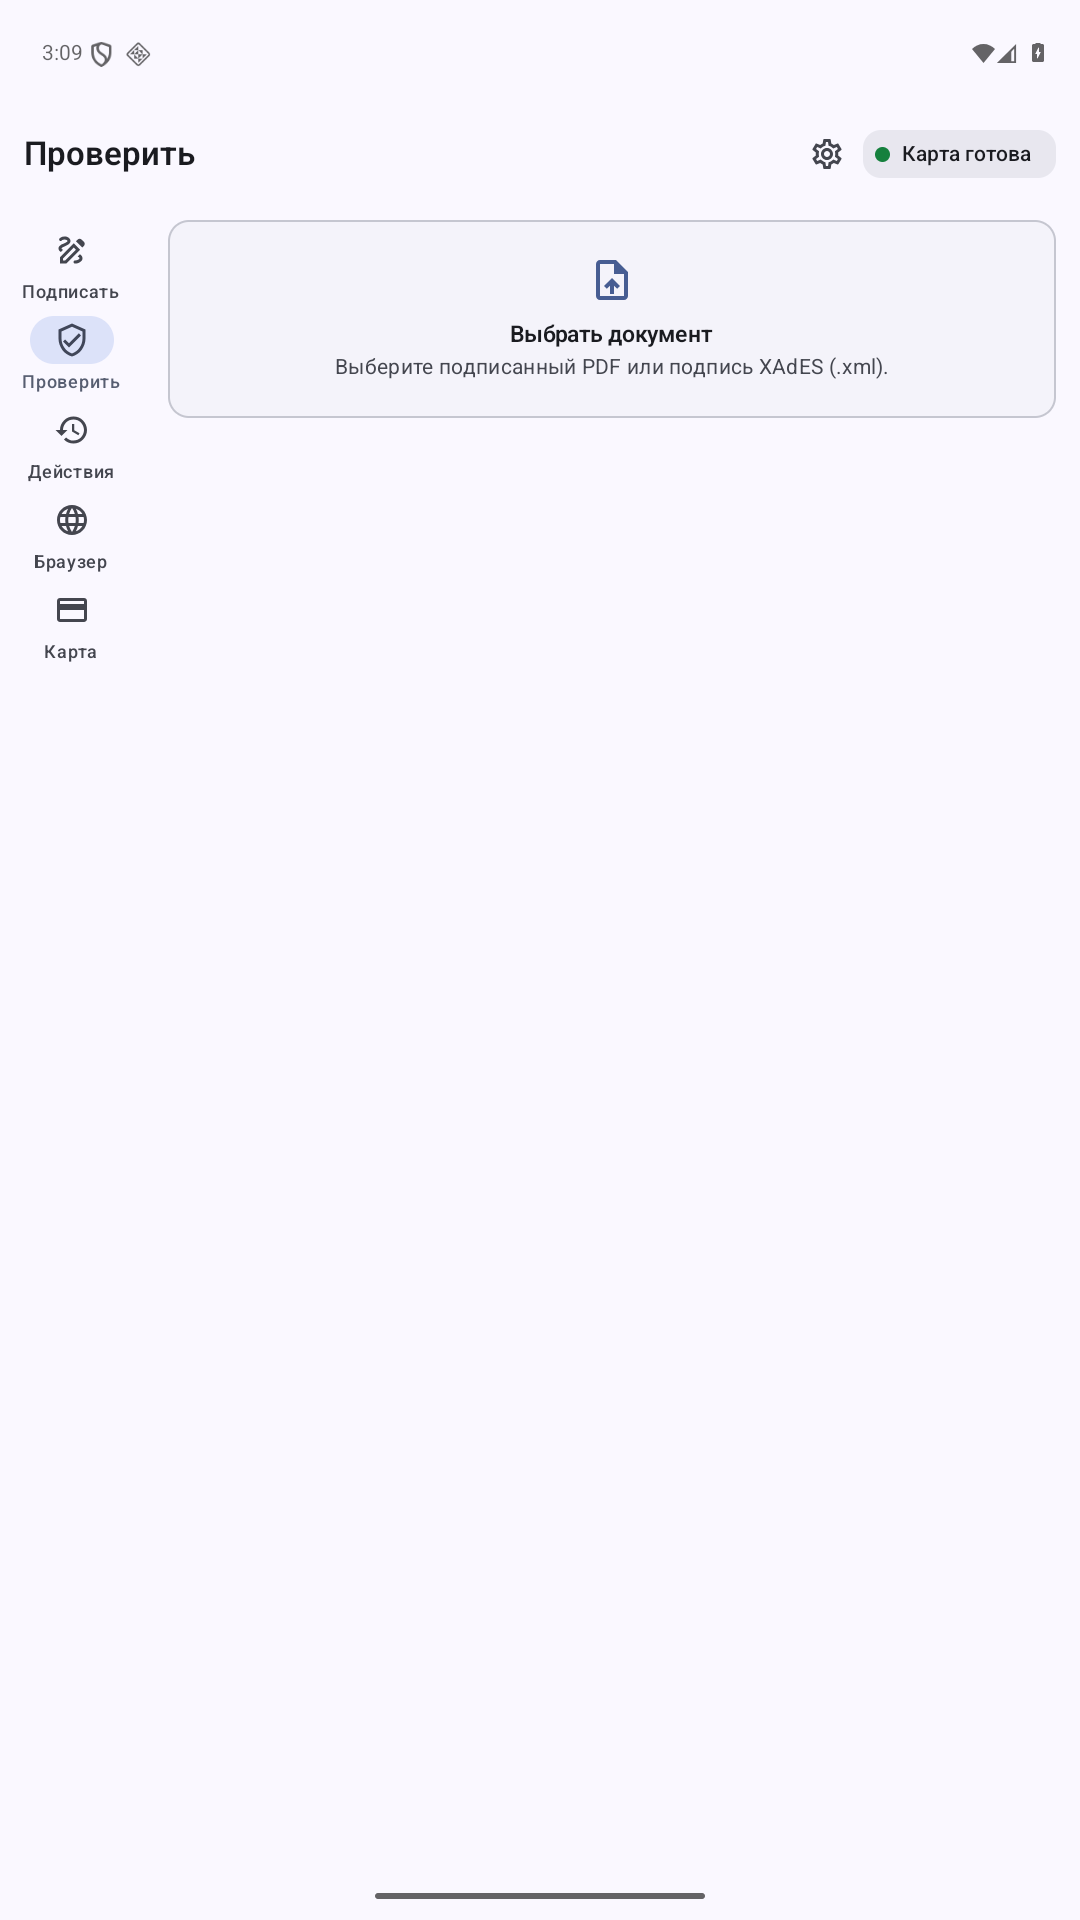 3:09
Проверить
Карта готова
Подписать
Проверить
Действия
Браузер
Карта
Выбрать документ
Выберите подписанный PDF или подпись XAdES (.xml).